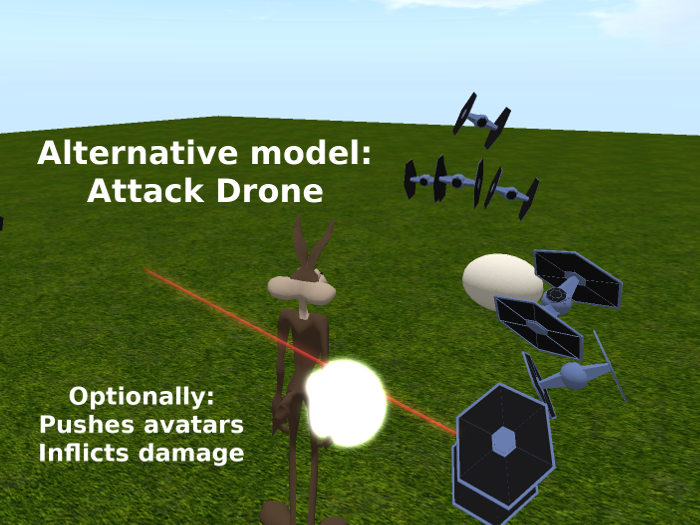 Alternative model:
Attack Drone
Optionally:
Pushes avatars
Inflicts damage